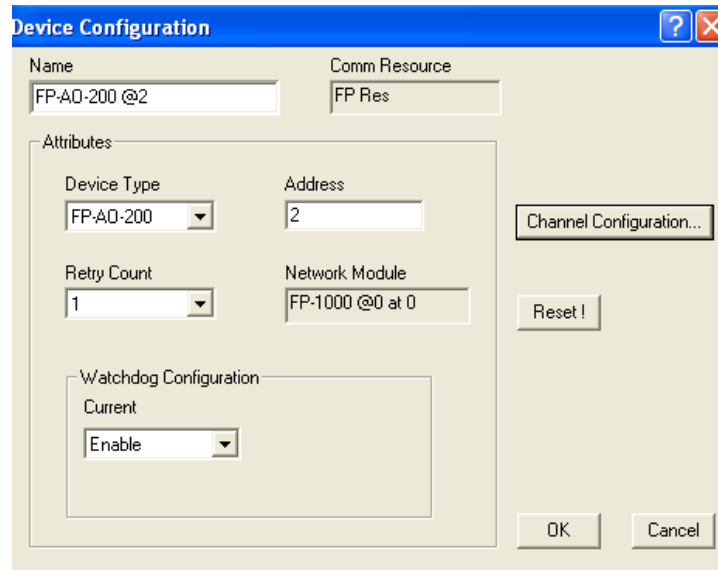 Device Configuration
Name
Comm Resource
FP-AO-200 @2
FP Res
Attributes
Device Type
Address
FP-AO-200
2
Channel Configuration...
Retry Count
Network Module
1
FP-1000 @0 at 0
Reset !
Watchdog Configuration
Current
Enable
OK
Cancel